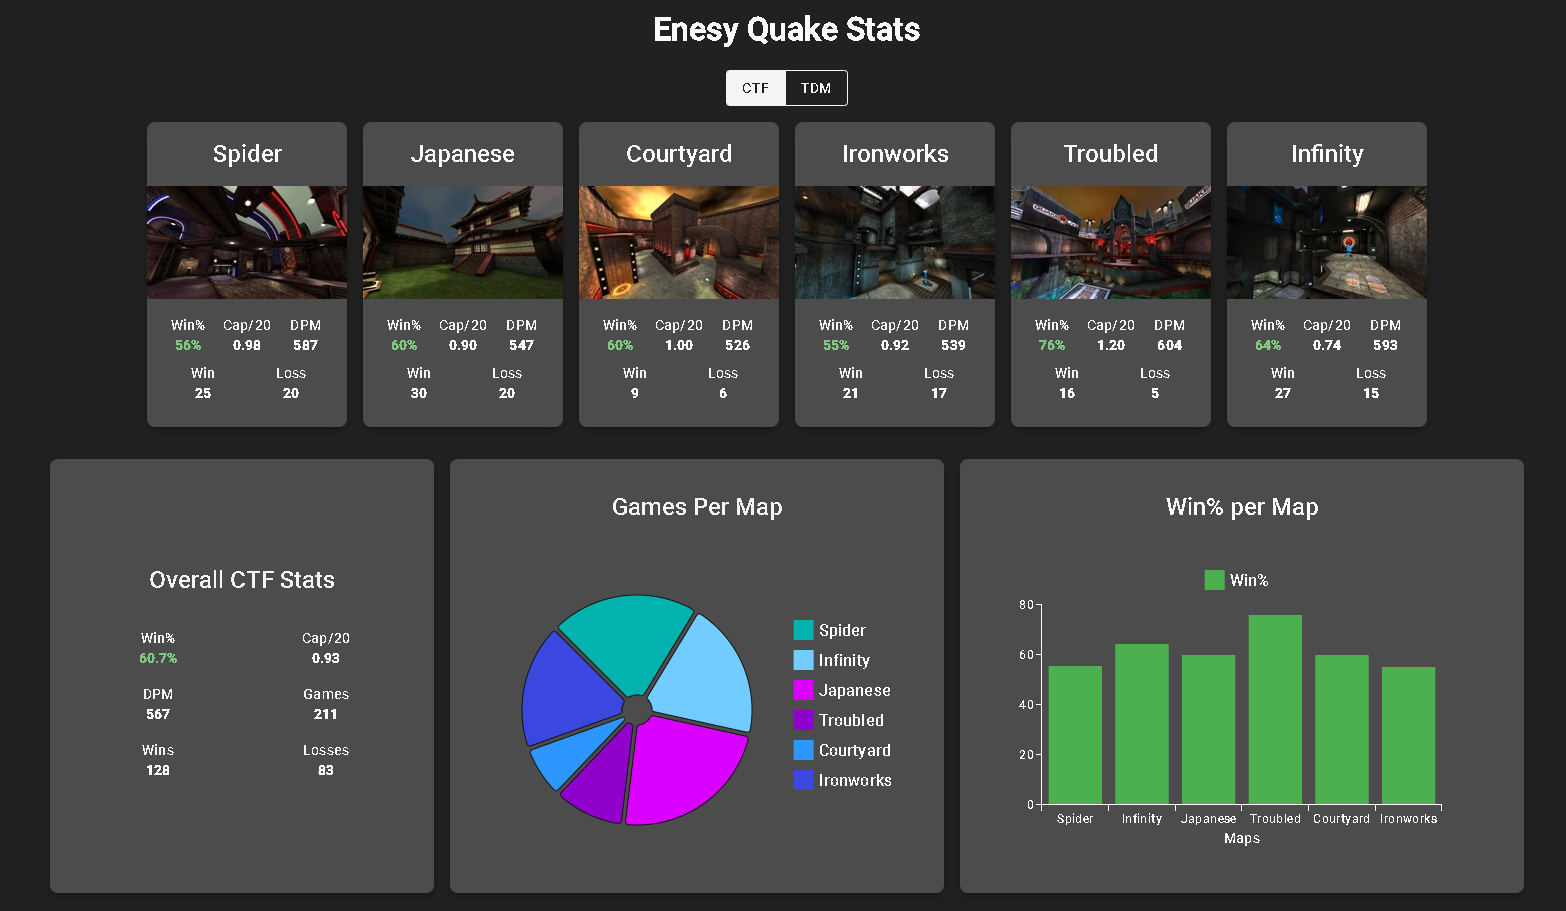 Enesy Quake Stats
CTF TDM
Spider
Win% Cap/20 DPM
56% 0.98 587
Win Loss
25 20
Japanese
Win% Cap/20 DPM
60% 0.90 547
Win Loss
30 20
Courtyard
Win% Cap/20 DPM
60% 1.00 526
Win Loss
9 6
Ironworks
Win% Cap/20 DPM
55% 0.92 539
Win Loss
21 17
Troubled
Win% Cap/20 DPM
76% 1.20 604
Win Loss
16 5
Infinity
Win% Cap/20 DPM
64% 0.74 593
Win Loss
27 15
Overall CTF Stats
Win% Cap/20
60.7% 0.93
DPM Games
567 211
Wins Losses
128 83
Games Per Map
Spider
Infinity
Japanese
Troubled
Courtyard
Ironworks
Win% per Map
Win%
80
60
40
20
0
Spider Infinity Japanese Troubled Courtyard Ironworks
Maps